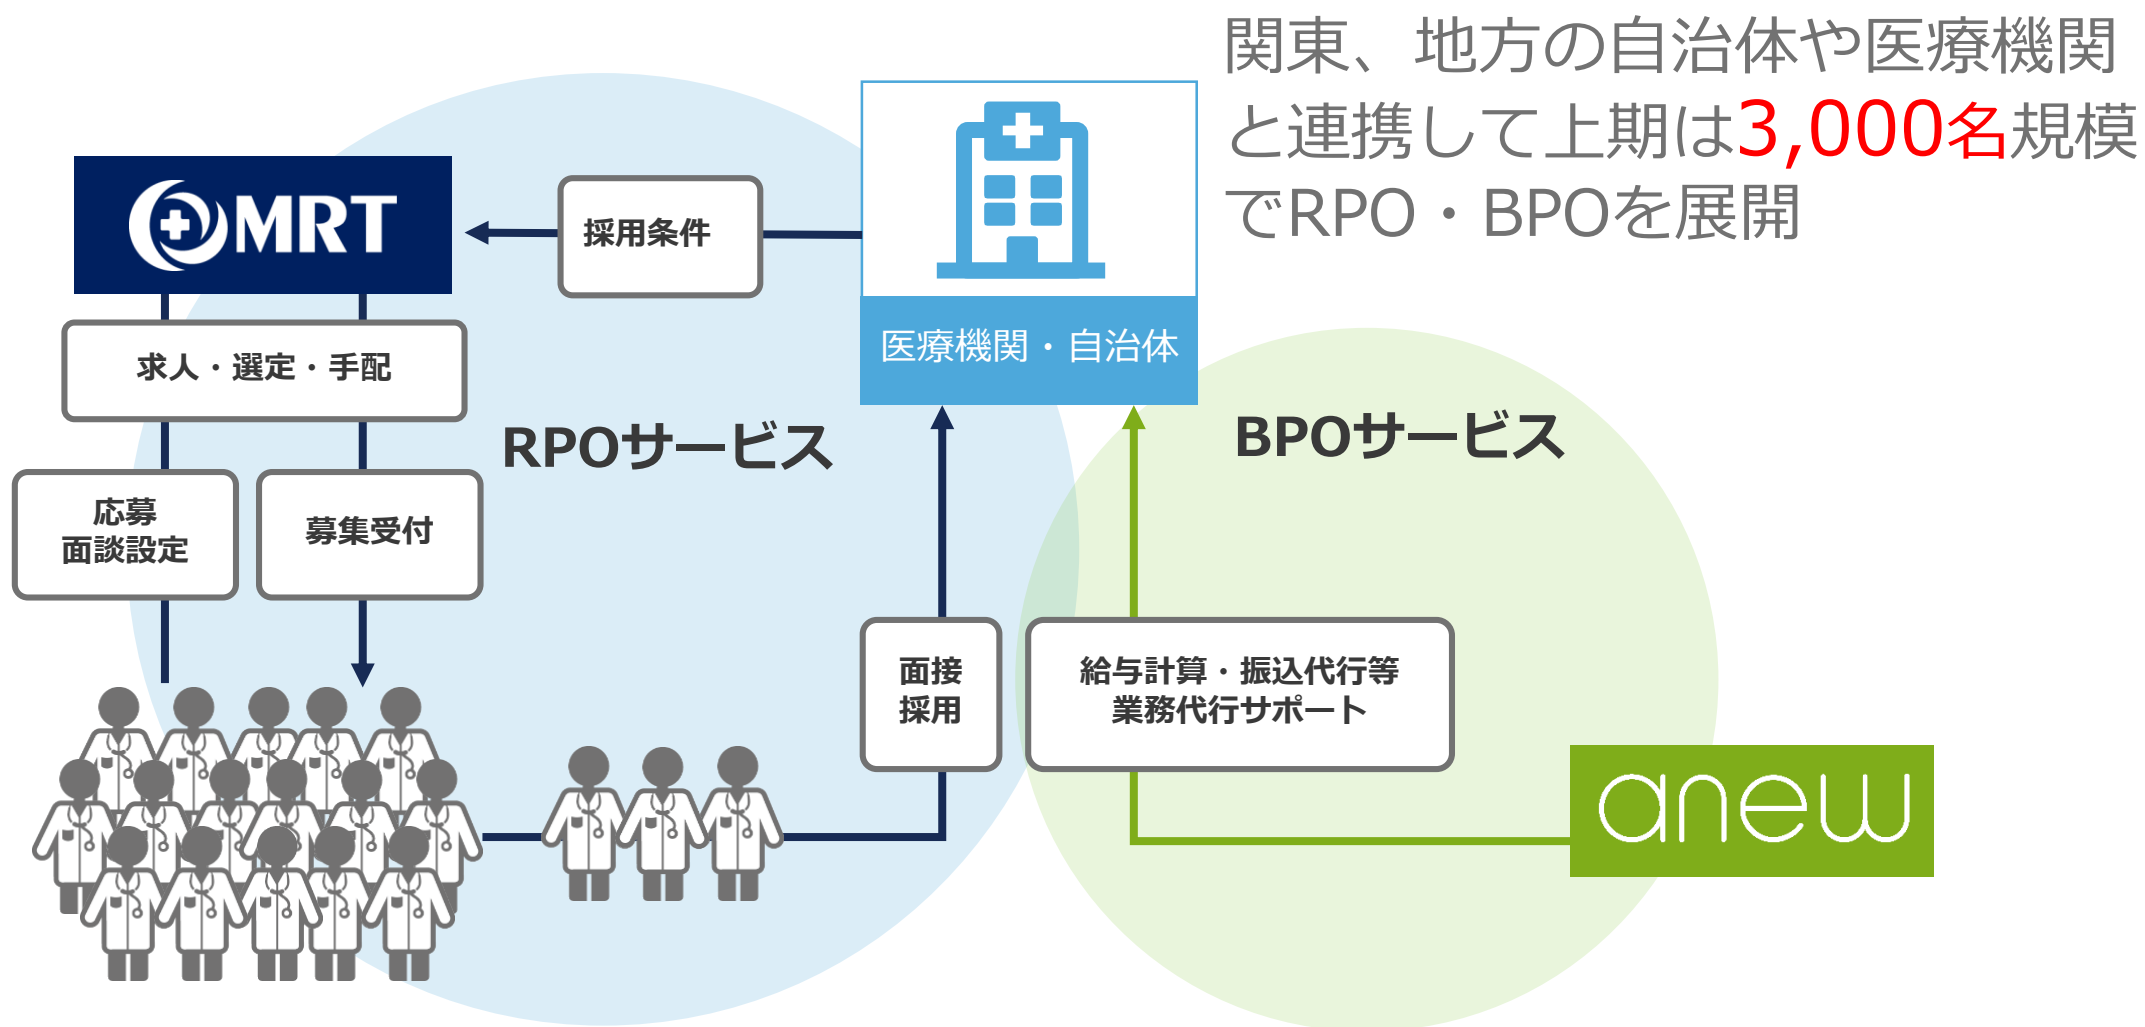 関東、地方の自治体や医療機関
と連携して上期は3,000名規模
でRPO・BPOを展開
MRT
採用条件
医療機関・自治体
求人・選定・手配
RPOサービス
BPOサービス
応募
面談設定
募集受付
面接
採用
給与計算・振込代行等
業務代行サポート
anew